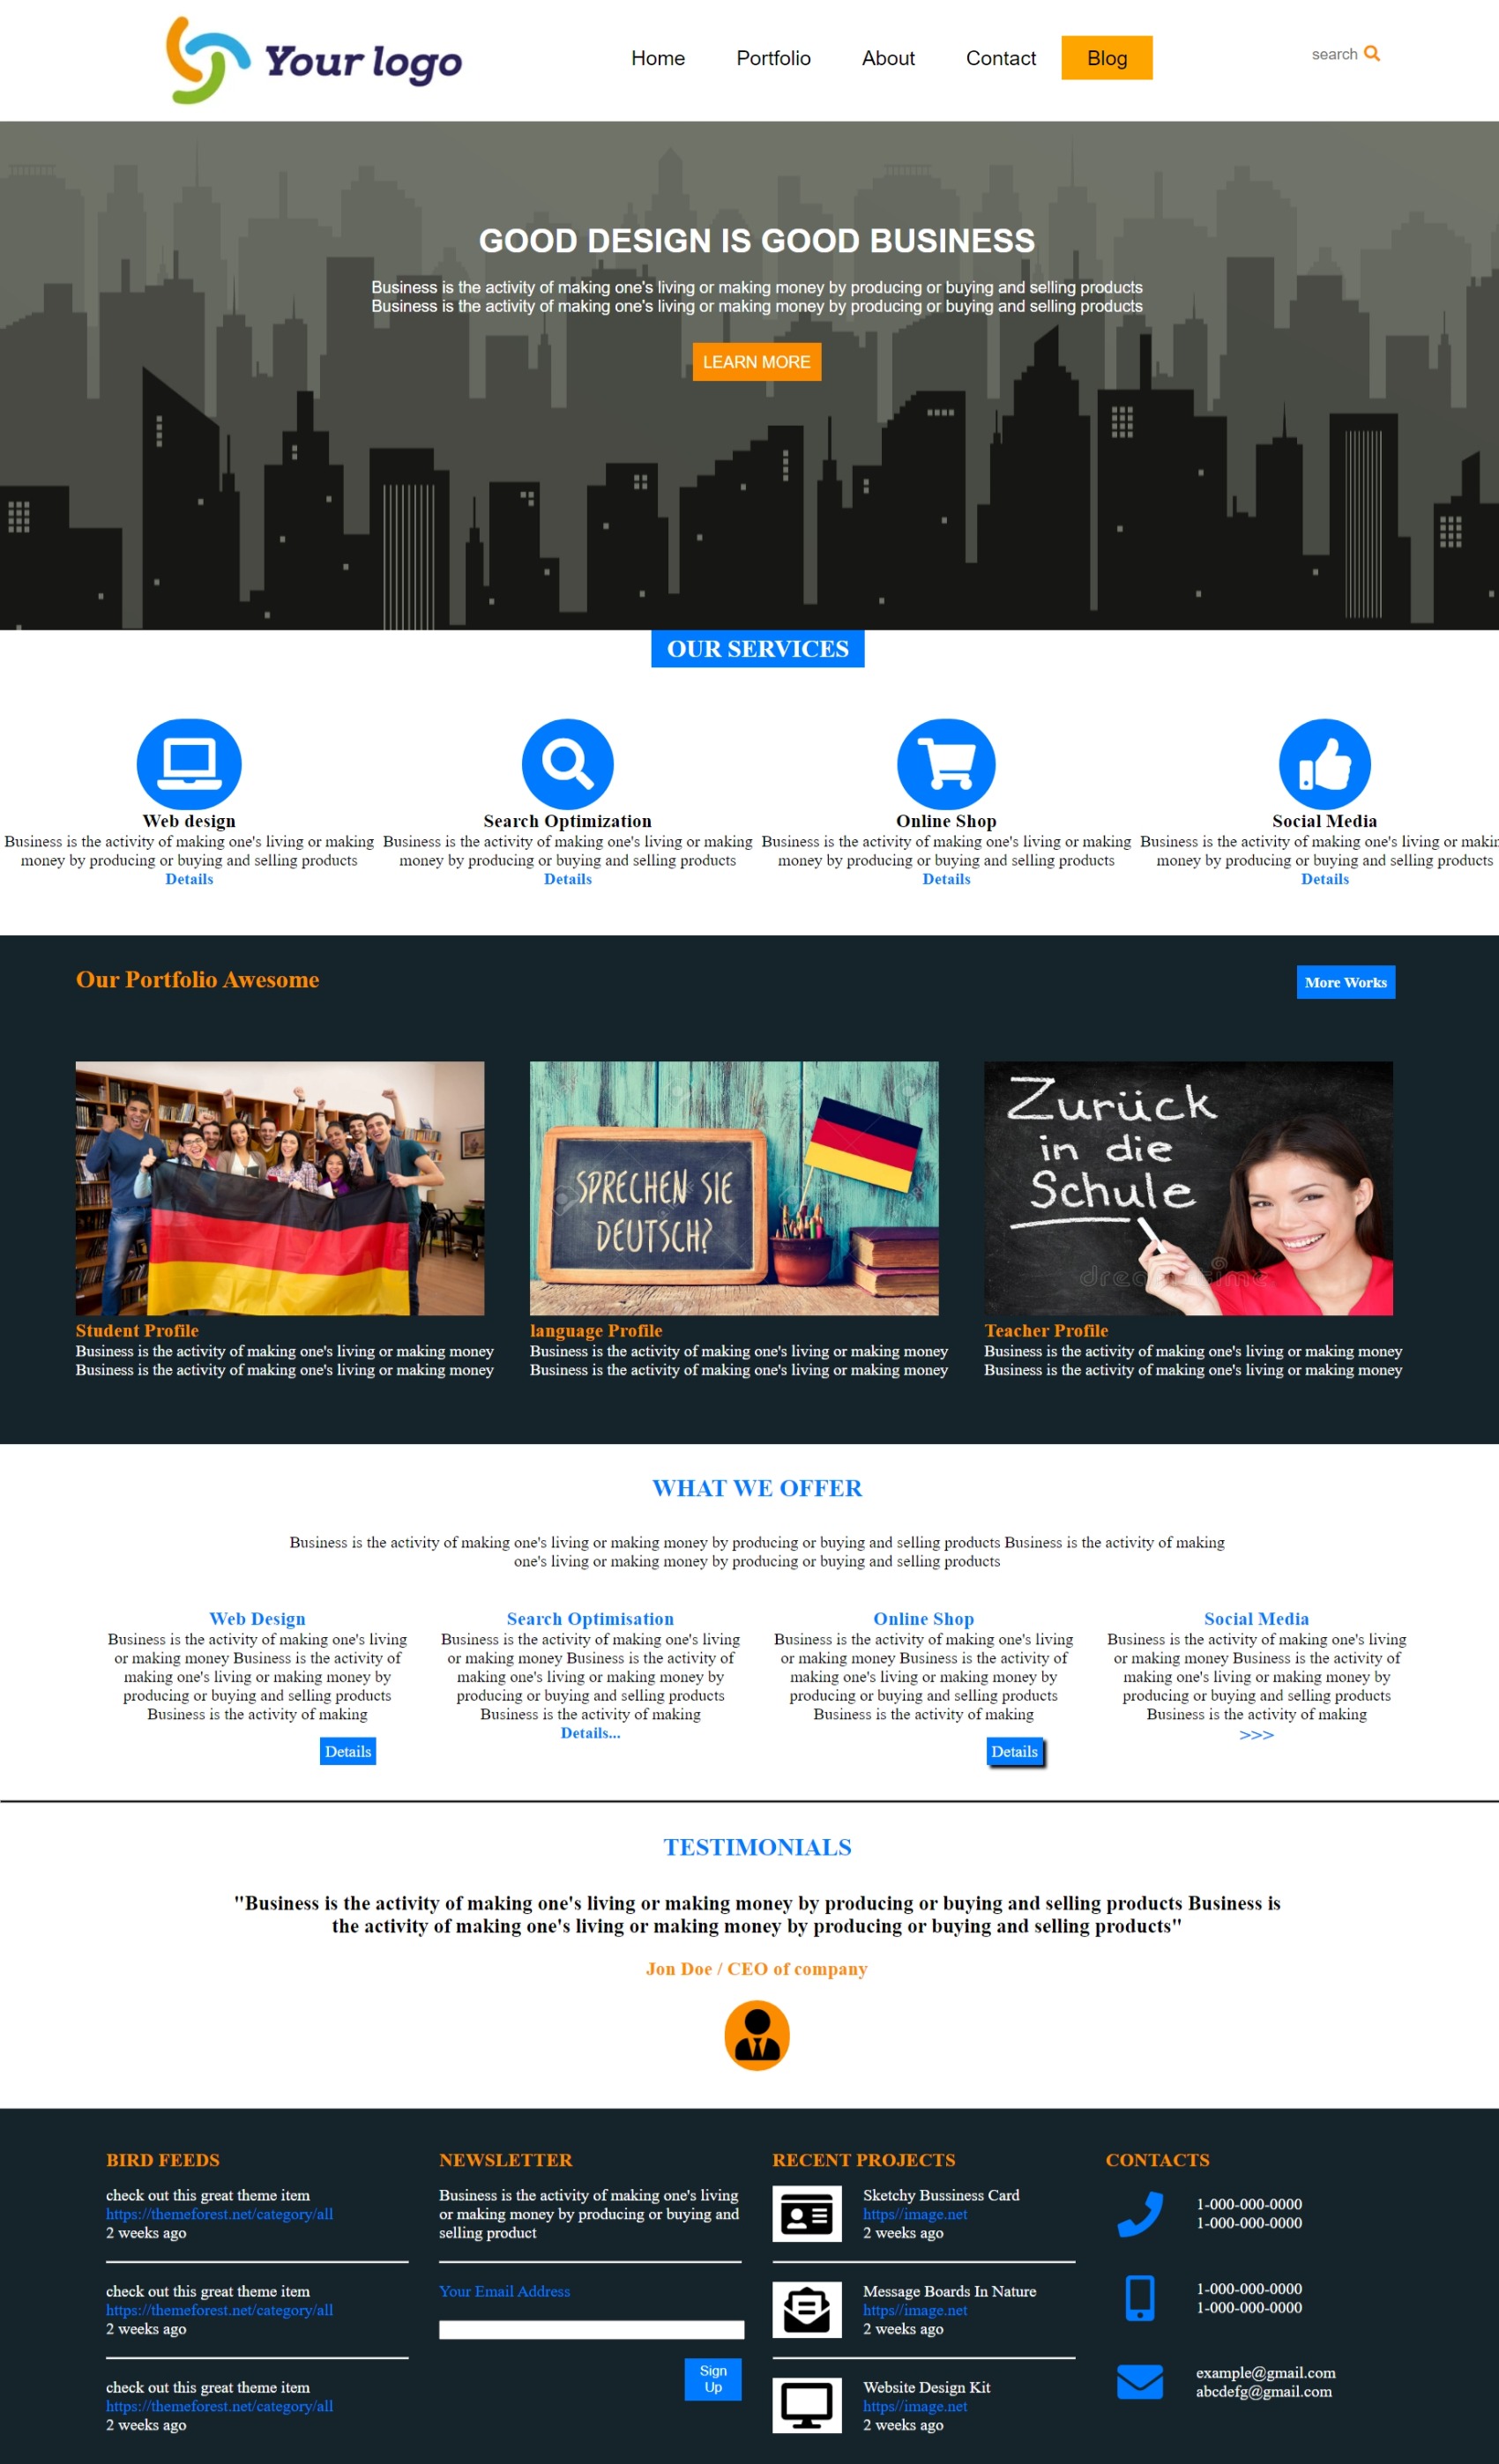 Your logo
Home Portfolio About Contact Blog
search
GOOD DESIGN IS GOOD BUSINESS
Business is the activity of making one's living or making money by producing or buying and selling products
Business is the activity of making one's living or making money by producing or buying and selling products
LEARN MORE
OUR SERVICES
Web design
Business is the activity of making one's living or making
money by producing or buying and selling products
Details
Search Optimization
Business is the activity of making one's living or making
money by producing or buying and selling products
Details
Online Shop
Business is the activity of making one's living or making
money by producing or buying and selling products
Details
Social Media
Business is the activity of making one's living or makin
money by producing or buying and selling products
Details
Our Portfolio Awesome
More Works
Student Profile
Business is the activity of making one's living or making money
Business is the activity of making one's living or making money
SPRECHEN SIE
DEUTSCH?
language Profile
Business is the activity of making one's living or making money
Business is the activity of making one's living or making money
Zurück
in die
Schule
Teacher Profile
Business is the activity of making one's living or making money
Business is the activity of making one's living or making money
WHAT WE OFFER
Business is the activity of making one's living or making money by producing or buying and selling products Business is the activity of making
one's living or making money by producing or buying and selling products
Web Design
Business is the activity of making one's living
or making money Business is the activity of
making one's living or making money by
producing or buying and selling products
Business is the activity of making
Details
Search Optimisation
Business is the activity of making one's living
or making money Business is the activity of
making one's living or making money by
producing or buying and selling products
Business is the activity of making
Details...
Online Shop
Business is the activity of making one's living
or making money Business is the activity of
making one's living or making money by
producing or buying and selling products
Business is the activity of making
Details
Social Media
Business is the activity of making one's living
or making money Business is the activity of
making one's living or making money by
producing or buying and selling products
Business is the activity of making
>>>
TESTIMONIALS
"Business is the activity of making one's living or making money by producing or buying and selling products Business is
the activity of making one's living or making money by producing or buying and selling products"
Jon Doe / CEO of company
BIRD FEEDS
check out this great theme item
https://themeforest.net/category/all
2 weeks ago
check out this great theme item
https://themeforest.net/category/all
2 weeks ago
check out this great theme item
https://themeforest.net/category/all
2 weeks ago
NEWSLETTER
Business is the activity of making one's living
or making money by producing or buying and
selling product
Your Email Address
Sign
Up
RECENT PROJECTS
Sketchy Bussiness Card
https//image.net
2 weeks ago
Message Boards In Nature
https//image.net
2 weeks ago
Website Design Kit
https//image.net
2 weeks ago
CONTACTS
1-000-000-0000
1-000-000-0000
1-000-000-0000
1-000-000-0000
example@gmail.com
abcdefg@gmail.com